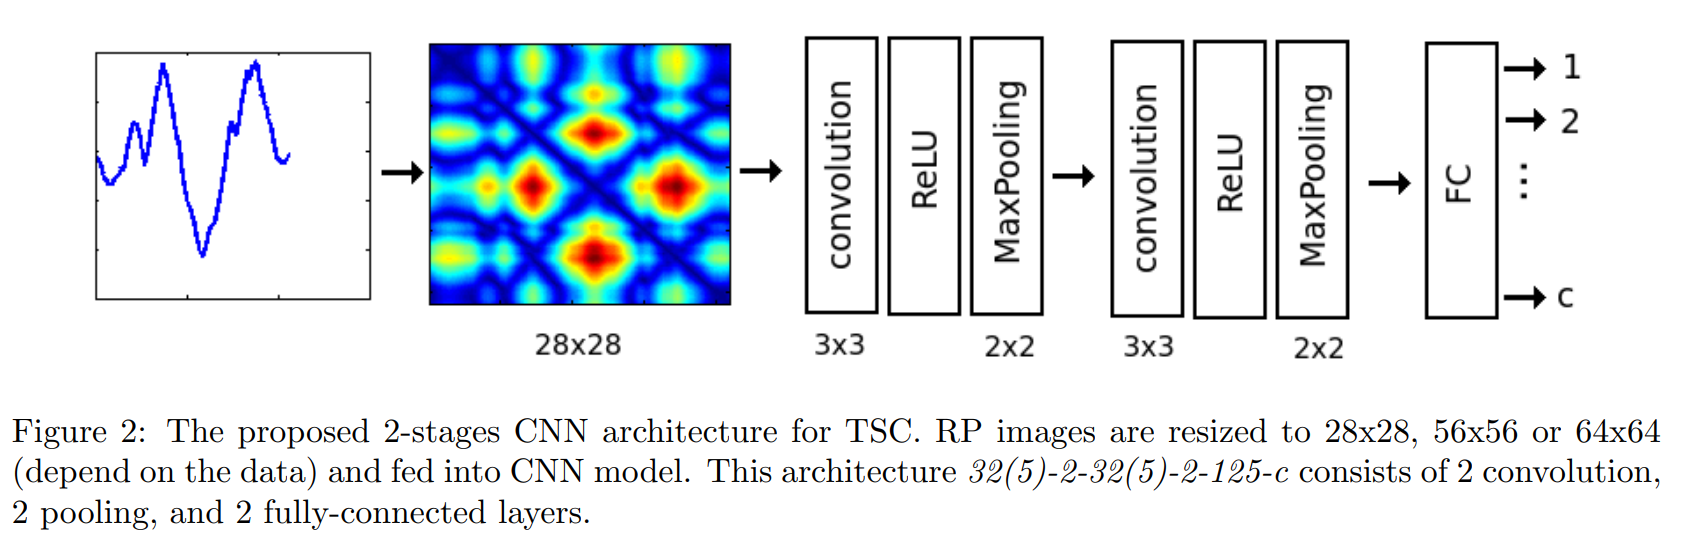 convolution
ReLU
MaxPooling
convolution
ReLU
MaxPooling
FC
1
2
⋮
c
28x28
3x3
2x2
3x3
2x2
Figure 2: The proposed 2-stages CNN architecture for TSC. RP images are resized to 28x28, 56x56 or 64x64
(depend on the data) and fed into CNN model. This architecture 32(5)-2-32(5)-2-125-c consists of 2 convolution,
2 pooling, and 2 fully-connected layers.